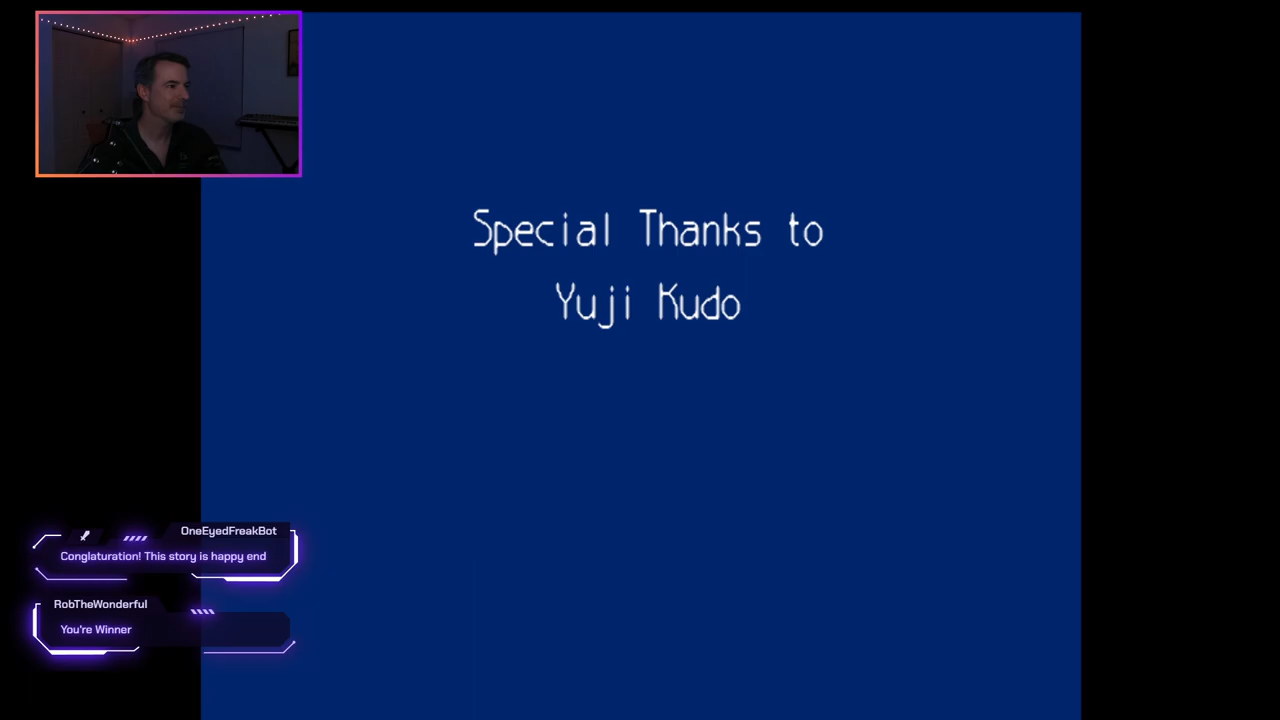 Special Thanks to
Yuji Kudo
OneEyedFreakBot
Conglaturation! This story is happy end
RobTheWonderful
You're Winner